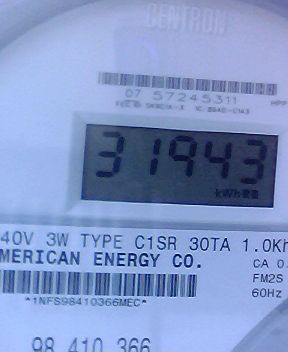 CENTRON
07 57245311
HPP
31943
kWh
40V 3W TYPE C1SR 30TA 1.0Kh
MERICAN ENERGY CO.
CA 0.
FM2S
60Hz
*1NFS98410366MEC*
98 410 366